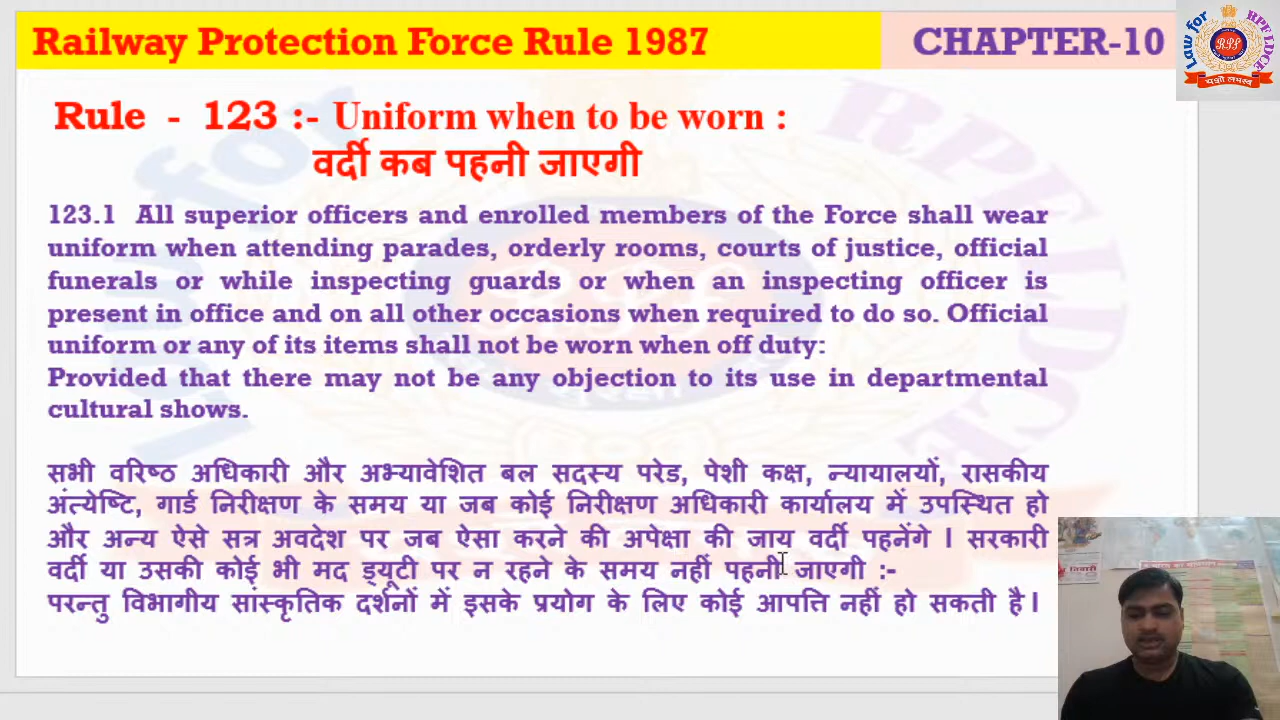 Railway Protection Force Rule 1987
CHAPTER-10
Law for RPF LDCE
RPF
यशो लभस्व
Rule - 123 :- Uniform when to be worn :
वर्दी कब पहनी जाएगी
123.1 All superior officers and enrolled members of the Force shall wear
uniform when attending parades, orderly rooms, courts of justice, official
funerals or while inspecting guards or when an inspecting officer is
present in office and on all other occasions when required to do so. Official
uniform or any of its items shall not be worn when off duty:
Provided that there may not be any objection to its use in departmental
cultural shows.
सभी वरिष्ठ अधिकारी और अभ्यावेशित बल सदस्य परेड, पेशी कक्ष, न्यायालयों, रासकीय
अंत्येष्टि, गार्ड निरीक्षण के समय या जब कोई निरीक्षण अधिकारी कार्यालय में उपस्थित हो
और अन्य ऐसे सत्र अवदेश पर जब ऐसा करने की अपेक्षा की जाय वर्दी पहनेंगे । सरकारी
वर्दी या उसकी कोई भी मद ड्यूटी पर न रहने के समय नहीं पहनी जाएगी :-
परन्तु विभागीय सांस्कृतिक दर्शनों में इसके प्रयोग के लिए कोई आपत्ति नहीं हो सकती है ।